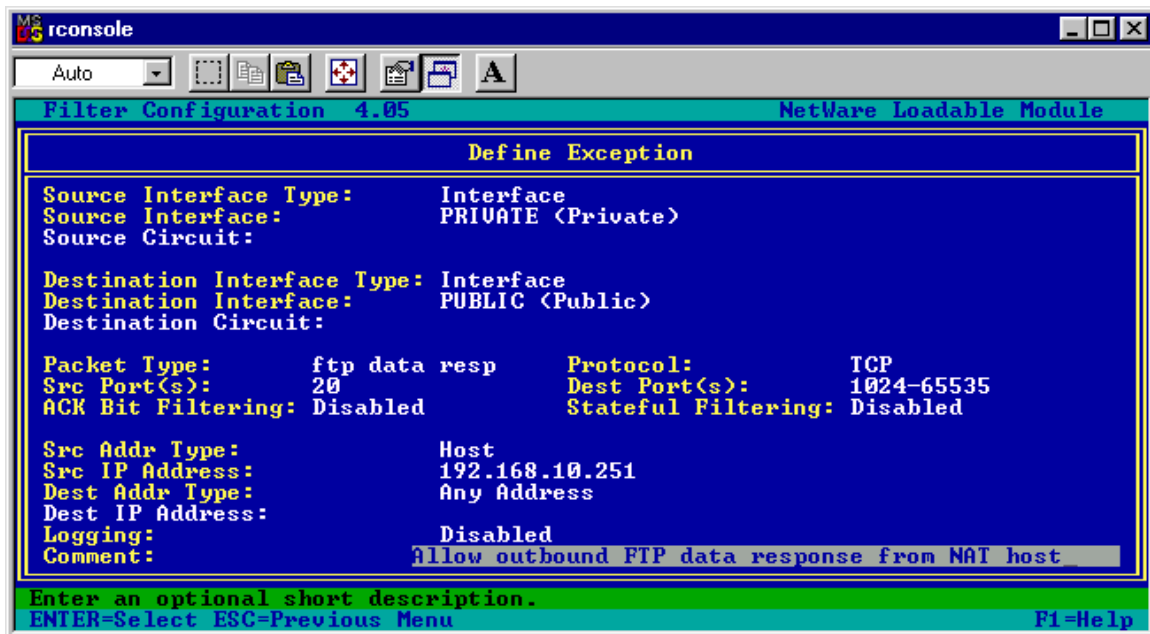 rconsole
Auto
A
Filter Configuration 4.05 NetWare Loadable Module
Define Exception
Source Interface Type: Interface
Source Interface: PRIVATE <Private>
Source Circuit:
Destination Interface Type: Interface
Destination Interface: PUBLIC <Public>
Destination Circuit:
Packet Type: ftp data resp Protocol: TCP
Src Port<s>: 20 Dest Port<s>: 1024-65535
ACK Bit Filtering: Disabled Stateful Filtering: Disabled
Src Addr Type: Host
Src IP Address: 192.168.10.251
Dest Addr Type: Any Address
Dest IP Address:
Logging: Disabled
Comment: Allow outbound FTP data response from NAT host_
Enter an optional short description.
ENTER=Select ESC=Previous Menu F1=Help